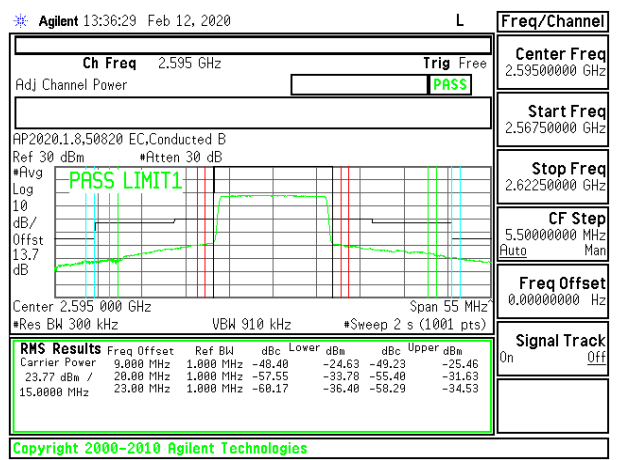 Agilent 13:36:29 Feb 12, 2020 L
Freq/Channel
Ch Freq 2.595 GHz Trig Free
Adj Channel Power PASS
Center Freq
2.59500000 GHz
Start Freq
2.56750000 GHz
Stop Freq
2.62250000 GHz
CF Step
5.50000000 MHz
Auto Man
Freq Offset
0.00000000 Hz
Signal Track
On Off
AP2020.1.8,50820 EC,Conducted B
Ref 30 dBm #Atten 30 dB
#Avg
Log
10
dB/
Offst
13.7
dB
PASS LIMIT1
Center 2.595 000 GHz Span 55 MHz^
#Res BW 300 kHz VBW 910 kHz #Sweep 2 s (1001 pts)
RMS Results Freq Offset Ref BW dBc Lower dBm dBc Upper dBm
Carrier Power 9.000 MHz 1.000 MHz -48.40 -24.63 -49.23 -25.46
23.77 dBm / 20.00 MHz 1.000 MHz -57.55 -33.78 -55.40 -31.63
15.0000 MHz 23.00 MHz 1.000 MHz -60.17 -36.40 -58.29 -34.53
Copyright 2000-2010 Agilent Technologies